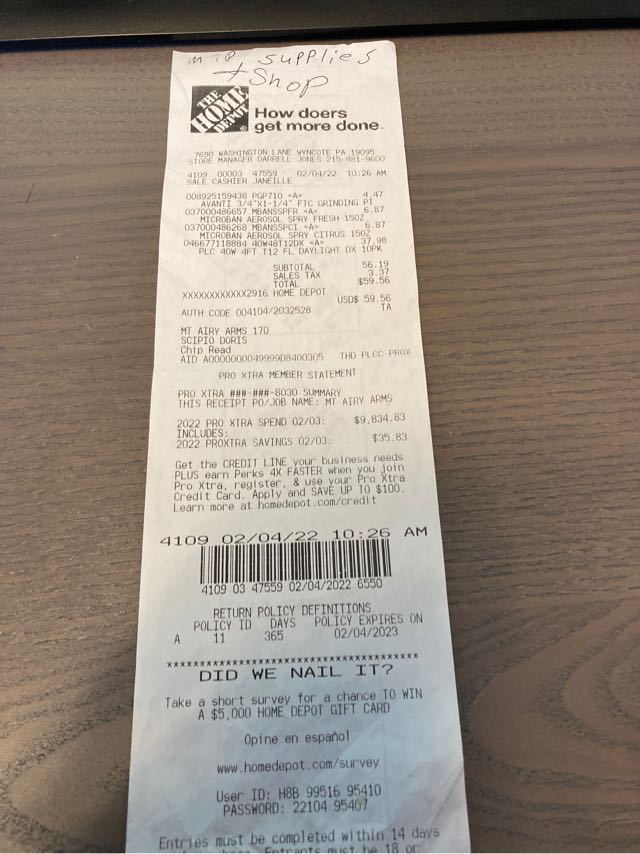 supplies
+ Shop
THE
HOME
DEPOT
How doers
get more done.
7690 WASHINGTON LANE WYNCOTE PA 19095
STORE MANAGER DARRELL JONES 215-881-9600
4109 00003 47559 02/04/22 10:26 AM
SALE CASHIER JANEILLE
008925159438 PGP710 <A> 4.47
AVANTI 3/4"X1-1/4" FTC GRINDING PT
037000486657 MBANSSPFR <A> 6.87
MICROBAN AEROSOL SPRY FRESH 15OZ
037000486268 MBANSSPCI <A> 6.87
MICROBAN AEROSOL SPRY CITRUS 15OZ
046677118884 40W48T12DX <A> 37.98
PLC 40W 4FT T12 FL DAYLIGHT DX 10PK
SUBTOTAL 56.19
SALES TAX 3.37
TOTAL $59.56
XXXXXXXXXXXX2916 HOME DEPOT
USD$ 59.56
AUTH CODE 004104/2032528 TA
MT AIRY ARMS 170
SCIPIO DORIS
Chip Read
AID A0000000049999D8400305 THD PLCC PROX
PRO XTRA MEMBER STATEMENT
PRO XTRA ###-###-8030 SUMMARY
THIS RECEIPT PO/JOB NAME: MT AIRY ARMS
2022 PRO XTRA SPEND 02/03: $9,834.83
INCLUDES:
2022 PROXTRA SAVINGS 02/03: $35.83
Get the CREDIT LINE your business needs
PLUS earn Perks 4X FASTER when you join
Pro Xtra, register, & use your Pro Xtra
Credit Card. Apply and SAVE UP TO $100.
Learn more at homedepot.com/credit
4109 02/04/22 10:26 AM
4109 03 47559 02/04/2022 6550
RETURN POLICY DEFINITIONS
POLICY ID DAYS POLICY EXPIRES ON
A 11 365 02/04/2023
****************************************
DID WE NAIL IT?
Take a short survey for a chance TO WIN
A $5,000 HOME DEPOT GIFT CARD
Opine en español
www.homedepot.com/survey
User ID: H8B 99516 95410
PASSWORD: 22104 95407
Entries must be completed within 14 days
Entrants must be 18 or